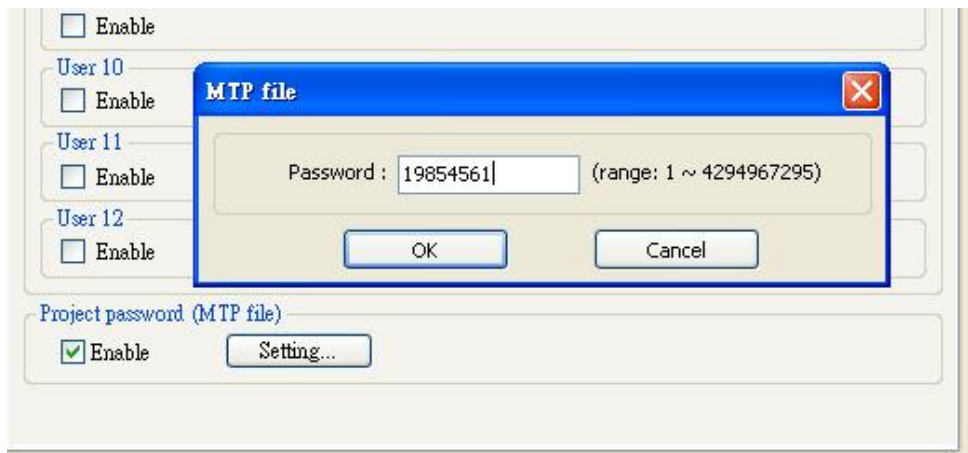 Enable
User 10
Enable
MTP file
User 11
Enable
Password : 19854561 (range: 1 ~ 4294967295)
User 12
Enable
OK Cancel
Project password (MTP file)
Enable Setting...